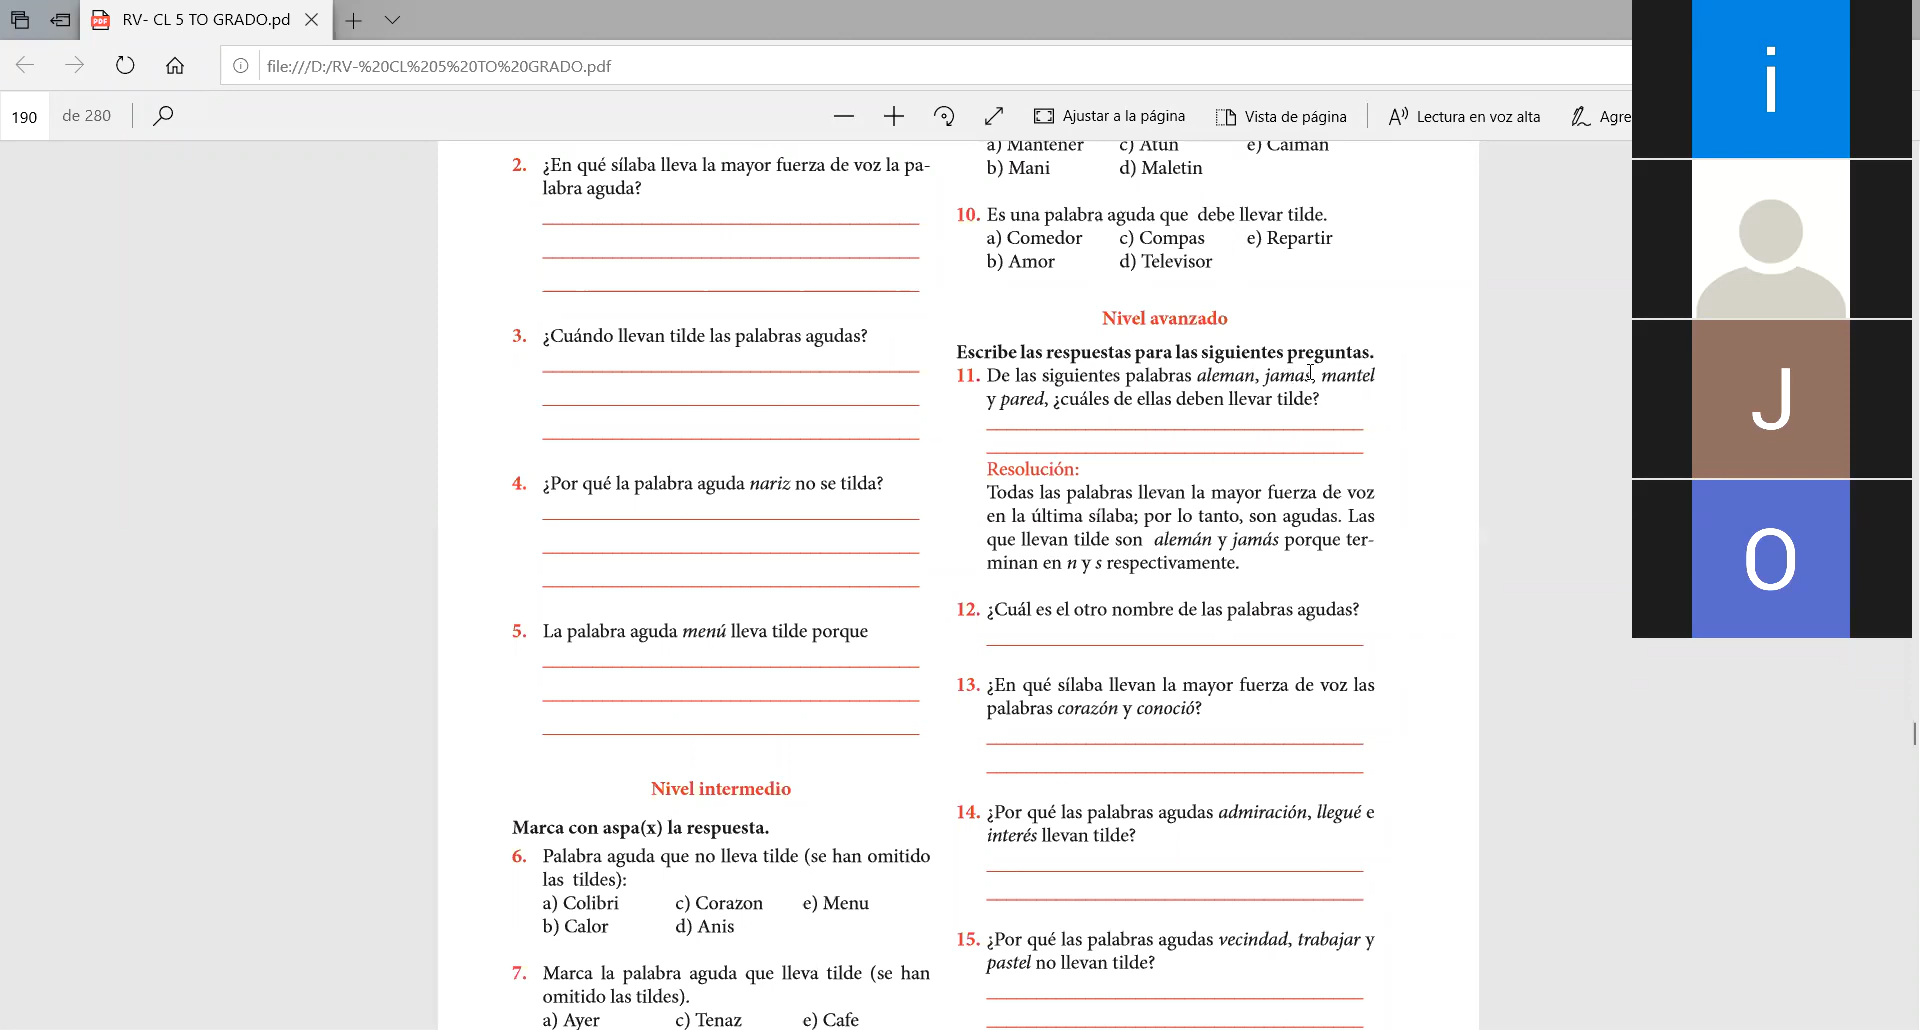 RV- CL 5 TO GRADO.pd
file:///D:/RV-%20CL%205%20TO%20GRADO.pdf
190 de 280
Ajustar a la página
Vista de página
Lectura en voz alta
Agre
2. ¿En qué sílaba lleva la mayor fuerza de voz la pa-
labra aguda?
3. ¿Cuándo llevan tilde las palabras agudas?
4. ¿Por qué la palabra aguda nariz no se tilda?
5. La palabra aguda menú lleva tilde porque
Nivel intermedio
Marca con aspa(x) la respuesta.
6. Palabra aguda que no lleva tilde (se han omitido
las tildes):
a) Colibri c) Corazon e) Menu
b) Calor d) Anis
7. Marca la palabra aguda que lleva tilde (se han
omitido las tildes).
a) Ayer c) Tenaz e) Cafe
a) Mantener c) Atun e) Caiman
b) Mani d) Maletin
10. Es una palabra aguda que debe llevar tilde.
a) Comedor c) Compas e) Repartir
b) Amor d) Televisor
Nivel avanzado
Escribe las respuestas para las siguientes preguntas.
11. De las siguientes palabras aleman, jamas, mantel
y pared, ¿cuáles de ellas deben llevar tilde?
Resolución:
Todas las palabras llevan la mayor fuerza de voz
en la última sílaba; por lo tanto, son agudas. Las
que llevan tilde son alemán y jamás porque ter-
minan en n y s respectivamente.
12. ¿Cuál es el otro nombre de las palabras agudas?
13. ¿En qué sílaba llevan la mayor fuerza de voz las
palabras corazón y conoció?
14. ¿Por qué las palabras agudas admiración, llegué e
interés llevan tilde?
15. ¿Por qué las palabras agudas vecindad, trabajar y
pastel no llevan tilde?
i
J
O